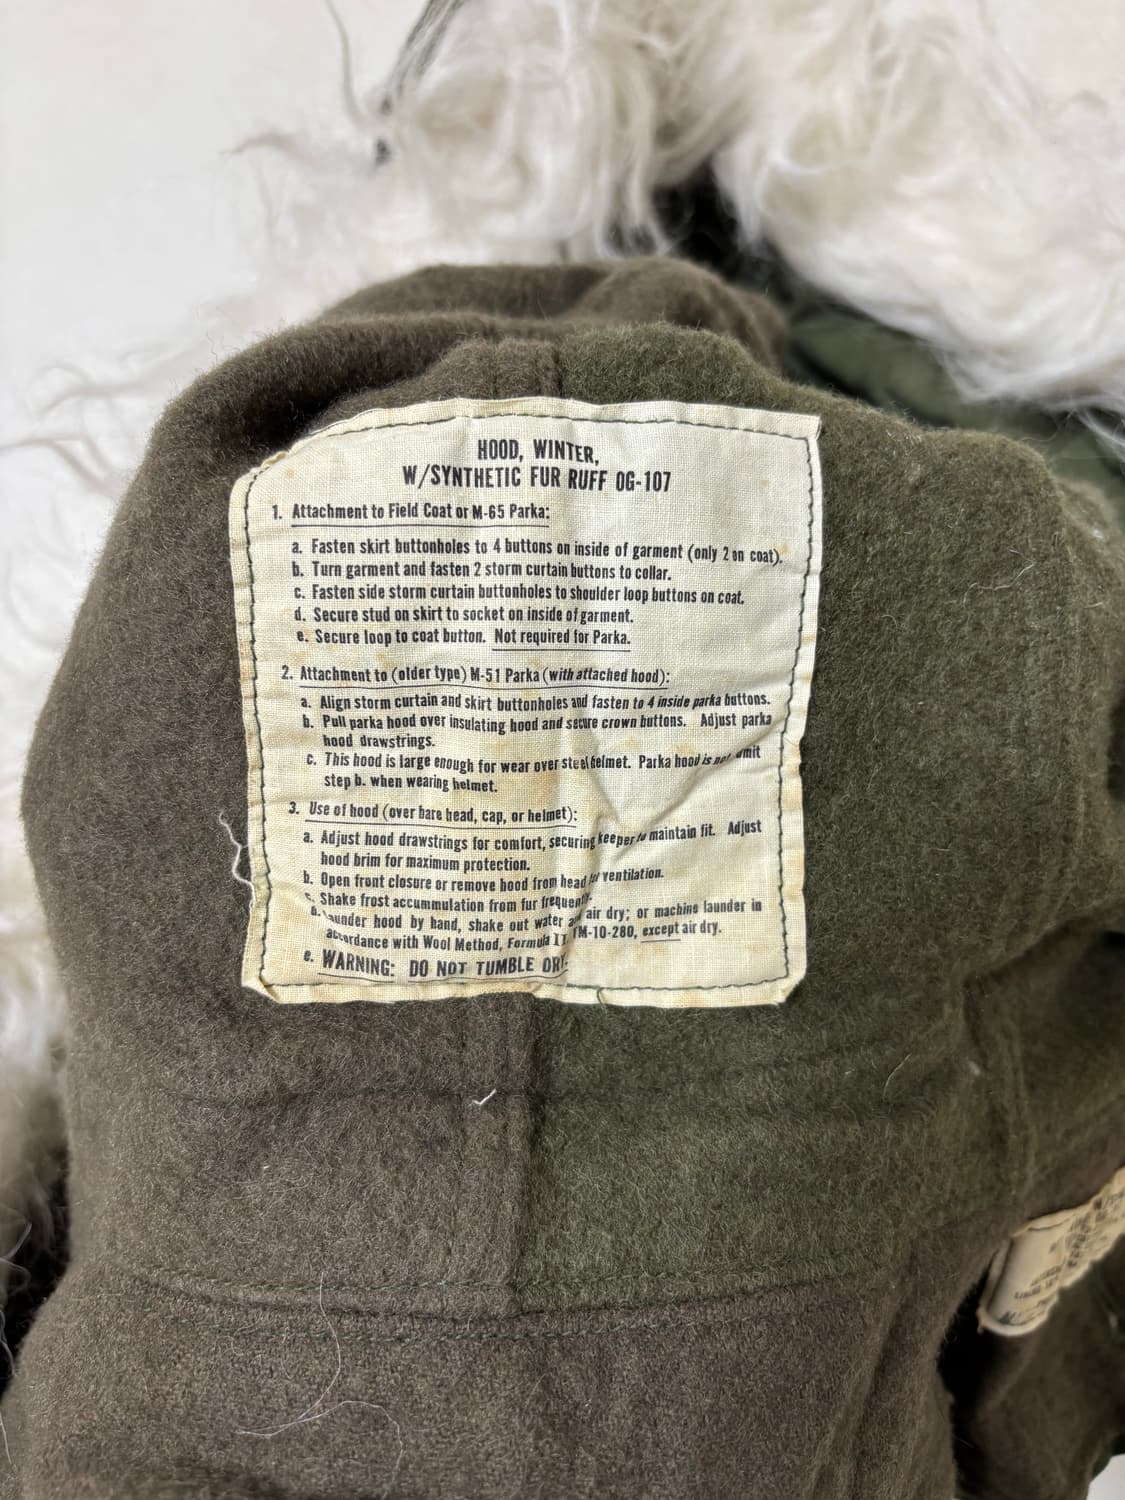 HOOD, WINTER,
W/SYNTHETIC FUR RUFF OG-107
1. Attachment to Field Coat or M-65 Parka:
a. Fasten skirt buttonholes to 4 buttons on inside of garment (only 2 on coat).
b. Turn garment and fasten 2 storm curtain buttons to collar.
c. Fasten side storm curtain buttonholes to shoulder loop buttons on coat.
d. Secure stud on skirt to socket on inside of garment.
e. Secure loop to coat button. Not required for Parka.
2. Attachment to (older type) M-51 Parka (with attached hood):
a. Align storm curtain and skirt buttonholes and fasten to 4 inside parka buttons.
b. Pull parka hood over insulating hood and secure crown buttons. Adjust parka
hood drawstrings.
c. This hood is large enough for wear over steel helmet. Parka hood is not omit
step b. when wearing helmet.
3. Use of hood (over bare head, cap, or helmet):
a. Adjust hood drawstrings for comfort, securing keeper to maintain fit. Adjust
hood brim for maximum protection.
b. Open front closure or remove hood from head for ventilation.
c. Shake frost accummulation from fur
Launder hood by hand, shake out water air dry; or machine launder in
accordance with Wool Method, Formula II TM-10-280, except air dry.
e. WARNING: DO NOT TUMBLE